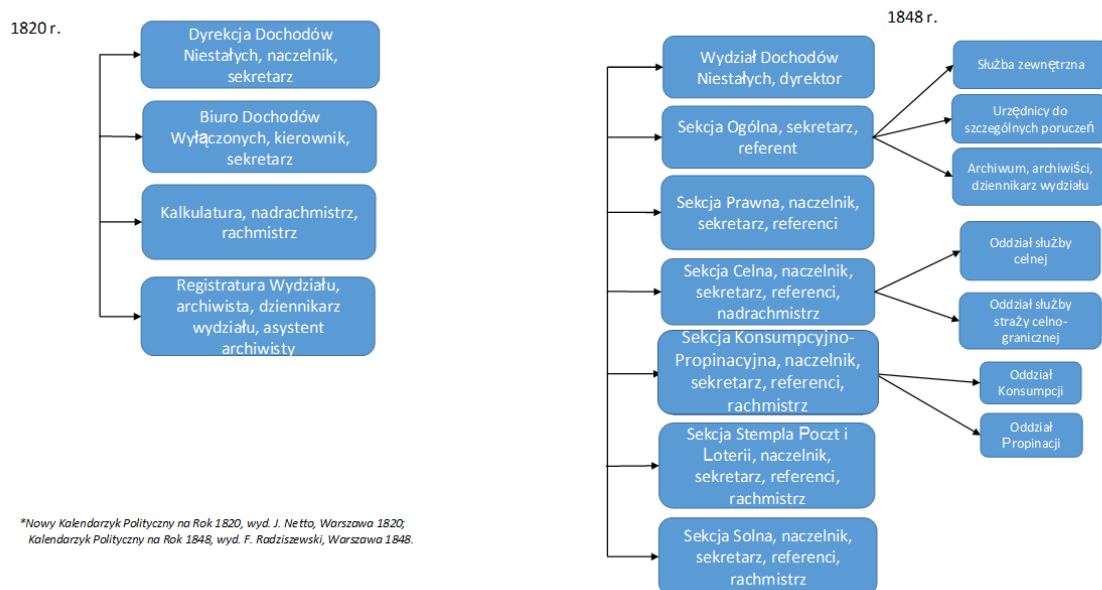 1820 r.
Dyrekcja Dochodów
Niestałych, naczelnik,
sekretarz
Biuro Dochodów
Wyłączonych, kierownik,
sekretarz
Kalkulatura, nadrachmistrz,
rachmistrz
Registratura Wydziału,
archiwista, dziennikarz
wydziału, asystent
archiwisty
*Nowy Kalendarzyk Polityczny na Rok 1820, wyd. J. Netto, Warszawa 1820;
Kalendarzyk Polityczny na Rok 1848, wyd. F. Radziszewski, Warszawa 1848.
1848 r.
Wydział Dochodów
Niestałych, dyrektor
Sekcja Ogólna, sekretarz,
referent
Sekcja Prawna, naczelnik,
sekretarz, referenci
Sekcja Celna, naczelnik,
sekretarz, referenci,
nadrachmistrz
Sekcja Konsumpcyjno-
Propinacyjna, naczelnik,
sekretarz, referenci,
rachmistrz
Sekcja Stempla Poczt i
Loterii, naczelnik,
sekretarz, referenci,
rachmistrz
Sekcja Solna, naczelnik,
sekretarz, referenci,
rachmistrz
Służba zewnętrzna
Urzędnicy do
szczególnych poruczeń
Archiwum, archiwiści,
dziennikarz wydziału
Oddział służby
celnej
Oddział służby
straży celno-
granicznej
Oddział
Konsumpcji
Oddział
Propinacji